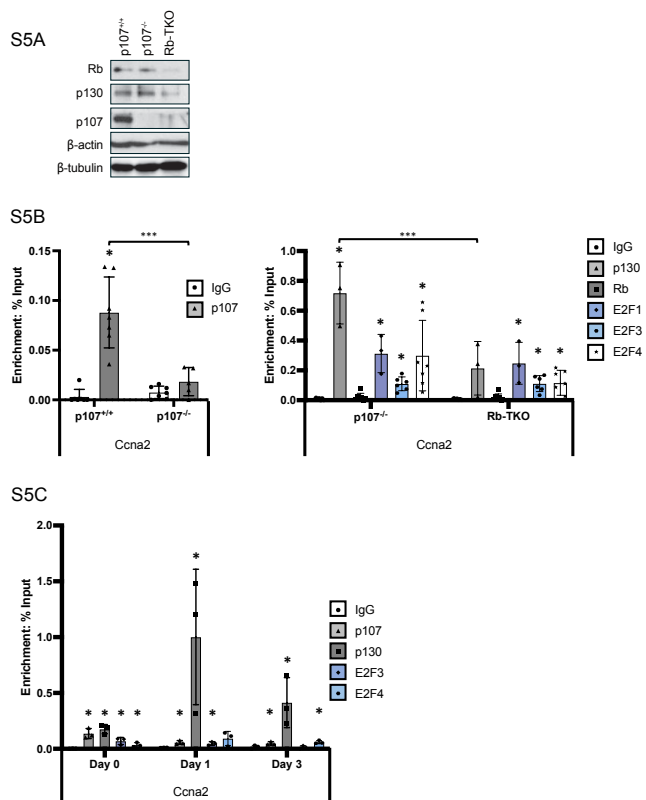 S5A
p107+/+ p107-/- Rb-TKO
Rb
p130
p107
β-actin
β-tubulin
S5B
Enrichment: % Input
0.15
0.10
0.05
0.00
***
*
IgG
p107
p107+/+ p107-/-
Ccna2
Enrichment: % Input
1.0
0.8
0.6
0.4
0.2
0.0
***
* * * * * * *
IgG
p130
Rb
E2F1
E2F3
E2F4
p107-/- Rb-TKO
Ccna2
S5C
Enrichment: % Input
2.0
1.5
1.0
0.5
0.0
* * * * * * * * * *
IgG
p107
p130
E2F3
E2F4
Day 0 Day 1 Day 3
Ccna2